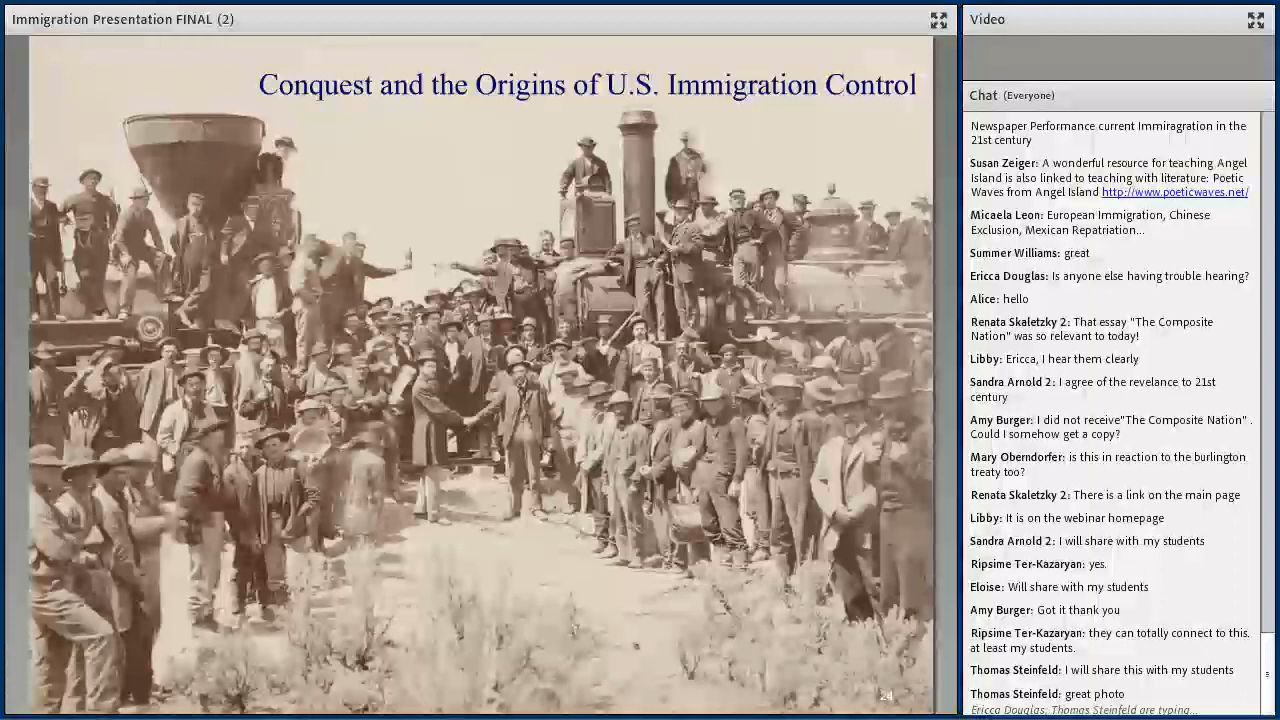 Immigration Presentation FINAL (2)
Conquest and the Origins of U.S. Immigration Control
24
Video
Chat (Everyone)
Newspaper Performance current Immiragration in the
21st century
Susan Zeiger: A wonderful resource for teaching Angel
Island is also linked to teaching with literature: Poetic
Waves from Angel Island http://www.poeticwaves.net/
Micaela Leon: European Immigration, Chinese
Exclusion, Mexican Repatriation...
Summer Williams: great
Ericca Douglas: Is anyone else having trouble hearing?
Alice: hello
Renata Skaletzky 2: That essay "The Composite
Nation" was so relevant to today!
Libby: Ericca, I hear them clearly
Sandra Arnold 2: I agree of the revelance to 21st
century
Amy Burger: I did not receive"The Composite Nation" .
Could I somehow get a copy?
Mary Oberndorfer: is this in reaction to the burlington
treaty too?
Renata Skaletzky 2: There is a link on the main page
Libby: It is on the webinar homepage
Sandra Arnold 2: I will share with my students
Ripsime Ter-Kazaryan: yes.
Eloise: Will share with my students
Amy Burger: Got it thank you
Ripsime Ter-Kazaryan: they can totally connect to this.
at least my students.
Thomas Steinfeld: I will share this with my students
Thomas Steinfeld: great photo
Ericca Douglas, Thomas Steinfeld are typing...